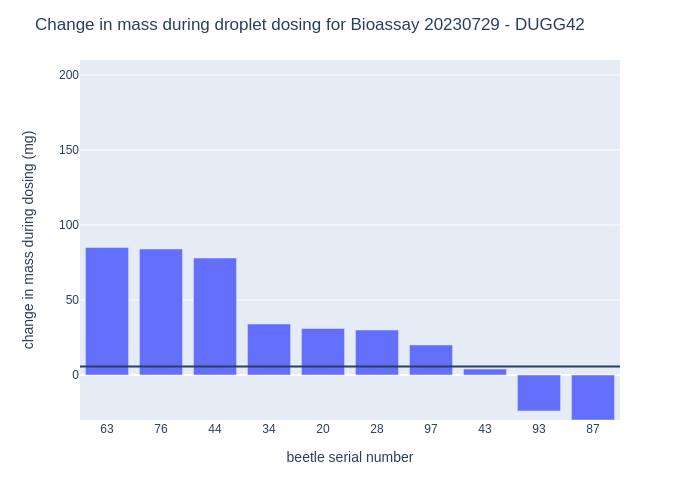 Change in mass during droplet dosing for Bioassay 20230729 - DUGG42
change in mass during dosing (mg)
200
150
100
50
0
63 76 44 34 20 28 97 43 93 87
beetle serial number